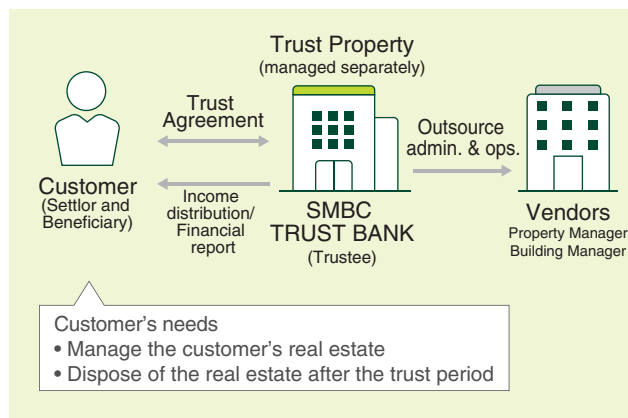 Trust Property
(managed separately)
Trust
Agreement
Outsource
admin. & ops.
Customer
(Settlor and
Beneficiary)
Income
distribution/
Financial
report
SMBC
TRUST BANK
(Trustee)
Vendors
Property Manager
Building Manager
Customer’s needs
• Manage the customer’s real estate
• Dispose of the real estate after the trust period